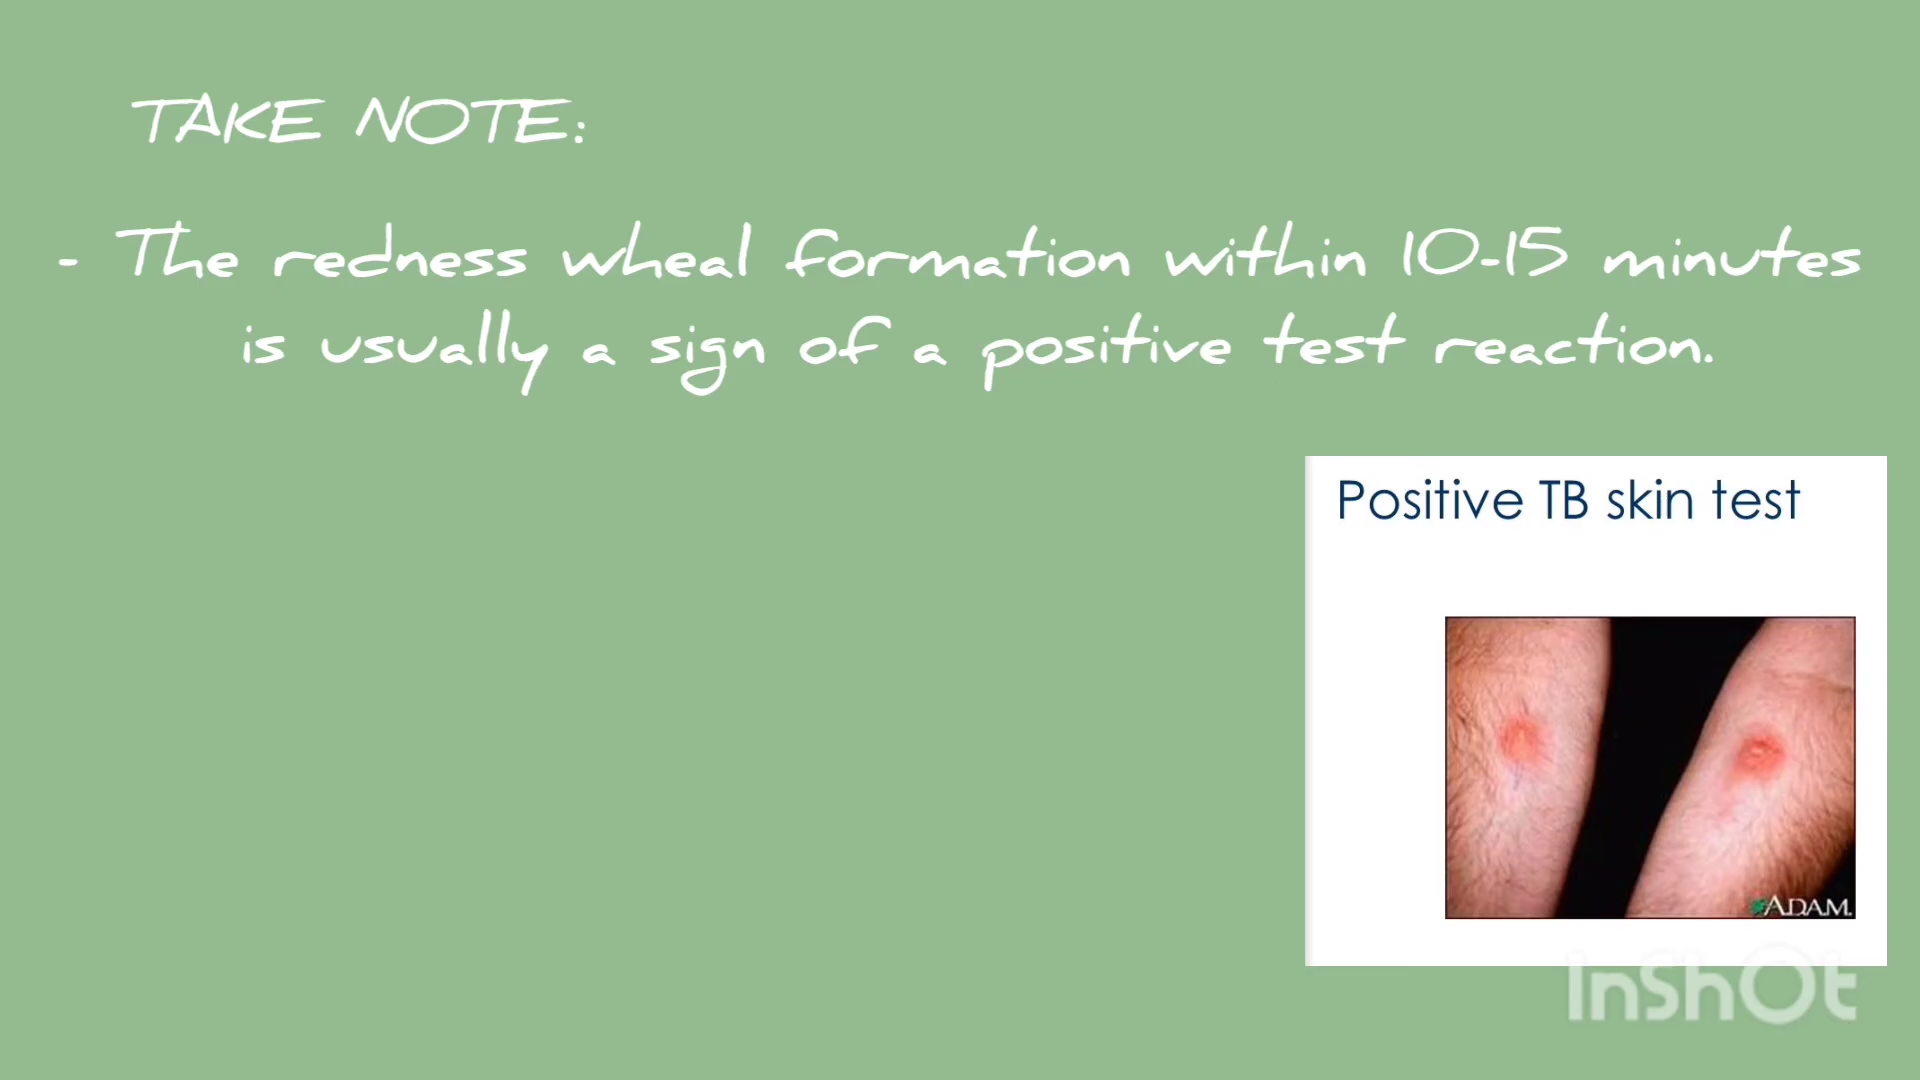 TAKE NOTE:
- The redness wheal formation within 10-15 minutes
is usually a sign of a positive test reaction.
Positive TB skin test
ADAM.
InShOt